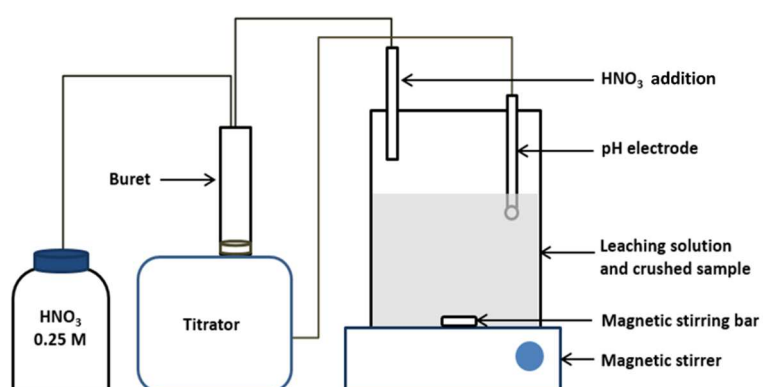 HNO₃ addition
pH electrode
Buret
Leaching solution
and crushed sample
HNO₃
0.25 M
Titrator
Magnetic stirring bar
Magnetic stirrer